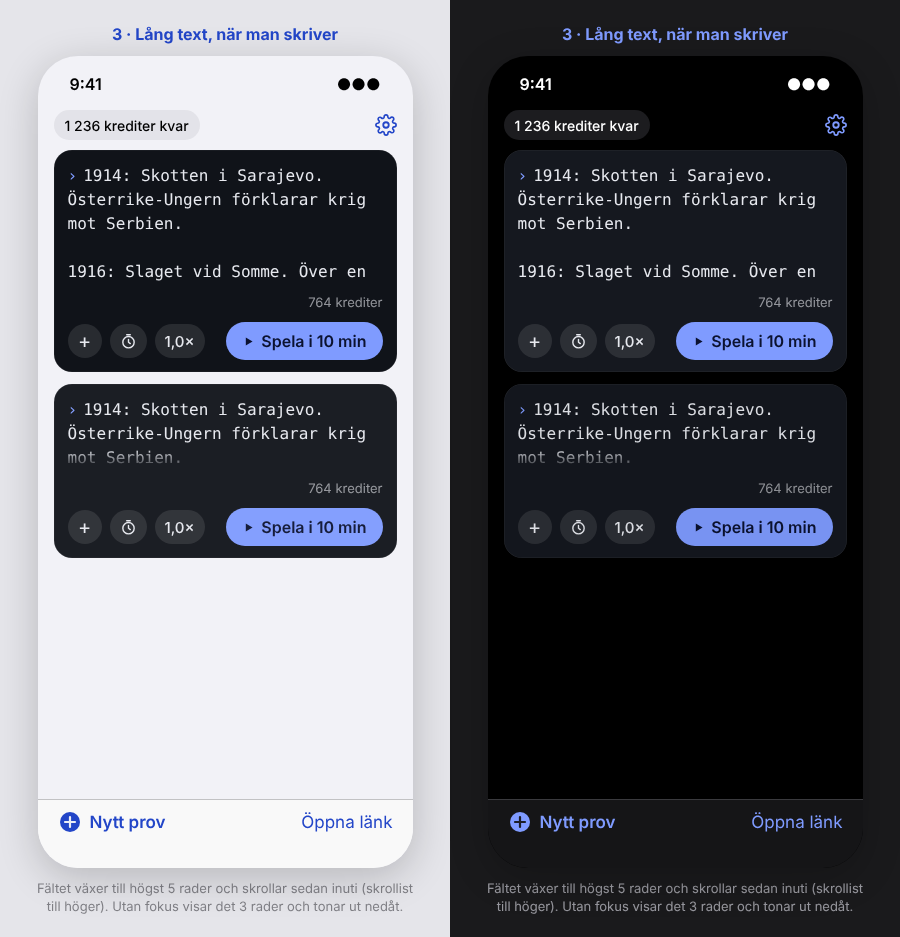 3 · Lång text, när man skriver
9:41
1 236 krediter kvar
› 1914: Skotten i Sarajevo.
Österrike-Ungern förklarar krig
mot Serbien.
1916: Slaget vid Somme. Över en
764 krediter
+ 1,0× Spela i 10 min
› 1914: Skotten i Sarajevo.
Österrike-Ungern förklarar krig
mot Serbien.
764 krediter
+ 1,0× Spela i 10 min
Nytt prov Öppna länk
Fältet växer till högst 5 rader och skrollar sedan inuti (skrollist
till höger). Utan fokus visar det 3 rader och tonar ut nedåt.
3 · Lång text, när man skriver
9:41
1 236 krediter kvar
› 1914: Skotten i Sarajevo.
Österrike-Ungern förklarar krig
mot Serbien.
1916: Slaget vid Somme. Över en
764 krediter
+ 1,0× Spela i 10 min
› 1914: Skotten i Sarajevo.
Österrike-Ungern förklarar krig
mot Serbien.
764 krediter
+ 1,0× Spela i 10 min
Nytt prov Öppna länk
Fältet växer till högst 5 rader och skrollar sedan inuti (skrollist
till höger). Utan fokus visar det 3 rader och tonar ut nedåt.